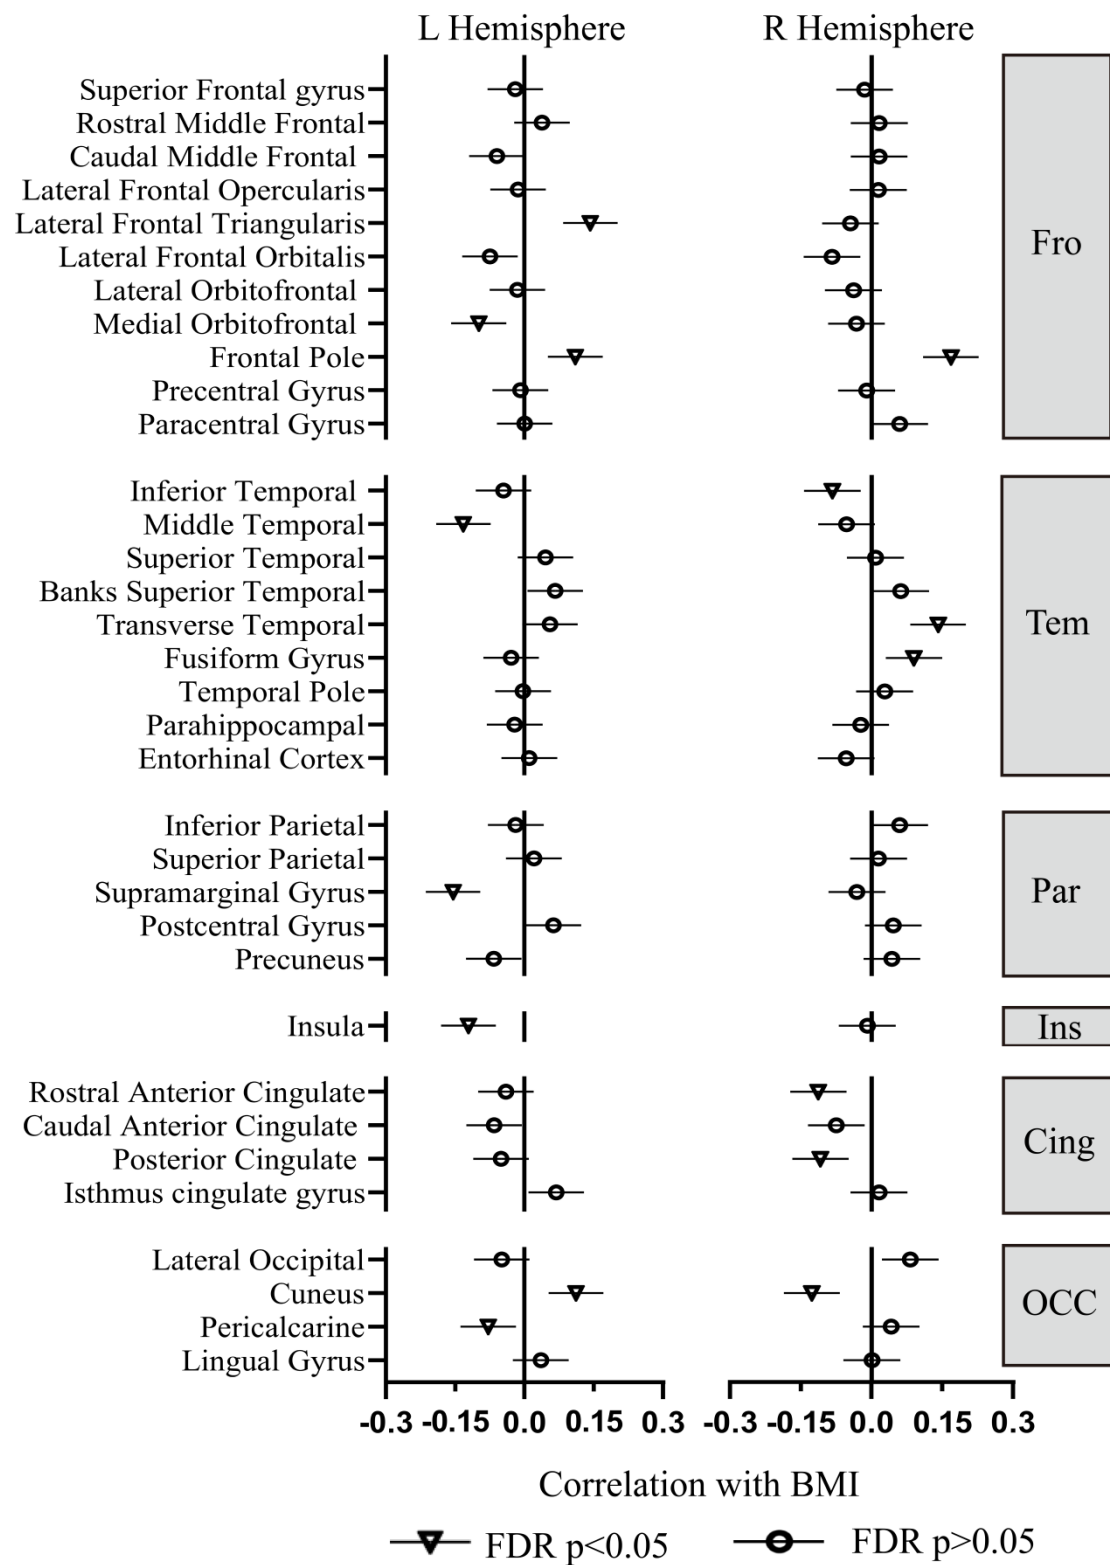 L Hemisphere R Hemisphere
Superior Frontal gyrus
Rostral Middle Frontal
Caudal Middle Frontal
Lateral Frontal Opercularis
Lateral Frontal Triangularis
Lateral Frontal Orbitalis
Lateral Orbitofrontal
Medial Orbitofrontal
Frontal Pole
Precentral Gyrus
Paracentral Gyrus
Fro
Inferior Temporal
Middle Temporal
Superior Temporal
Banks Superior Temporal
Transverse Temporal
Fusiform Gyrus
Temporal Pole
Parahippocampal
Entorhinal Cortex
Tem
Inferior Parietal
Superior Parietal
Supramarginal Gyrus
Postcentral Gyrus
Precuneus
Par
Insula
Ins
Rostral Anterior Cingulate
Caudal Anterior Cingulate
Posterior Cingulate
Isthmus cingulate gyrus
Cing
Lateral Occipital
Cuneus
Pericalcarine
Lingual Gyrus
OCC
-0.3 -0.15 0.0 0.15 0.3 -0.3 -0.15 0.0 0.15 0.3
Correlation with BMI
FDR p<0.05 FDR p>0.05